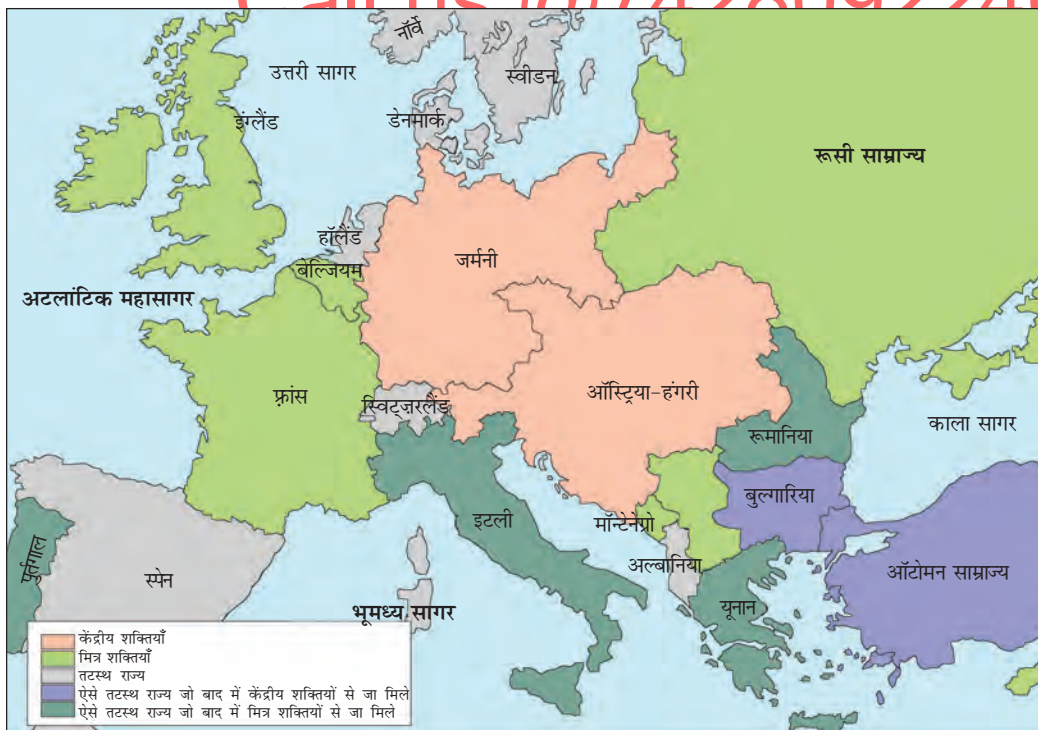 नॉर्वे
उत्तरी सागर
स्वीडन
इंग्लैंड
डेनमार्क
रूसी साम्राज्य
हॉलैंड
जर्मनी
बेल्जियम
अटलांटिक महासागर
फ़्रांस
स्विट्ज़रलैंड
ऑस्ट्रिया-हंगरी
काला सागर
रूमानिया
बुल्गारिया
इटली
मॉन्टेनेग्रो
अल्बानिया
ऑटोमन साम्राज्य
पुर्तगाल
स्पेन
भूमध्य सागर
यूनान
केंद्रीय शक्तियाँ
मित्र शक्तियाँ
तटस्थ राज्य
ऐसे तटस्थ राज्य जो बाद में केंद्रीय शक्तियों से जा मिले
ऐसे तटस्थ राज्य जो बाद में मित्र शक्तियों से जा मिले